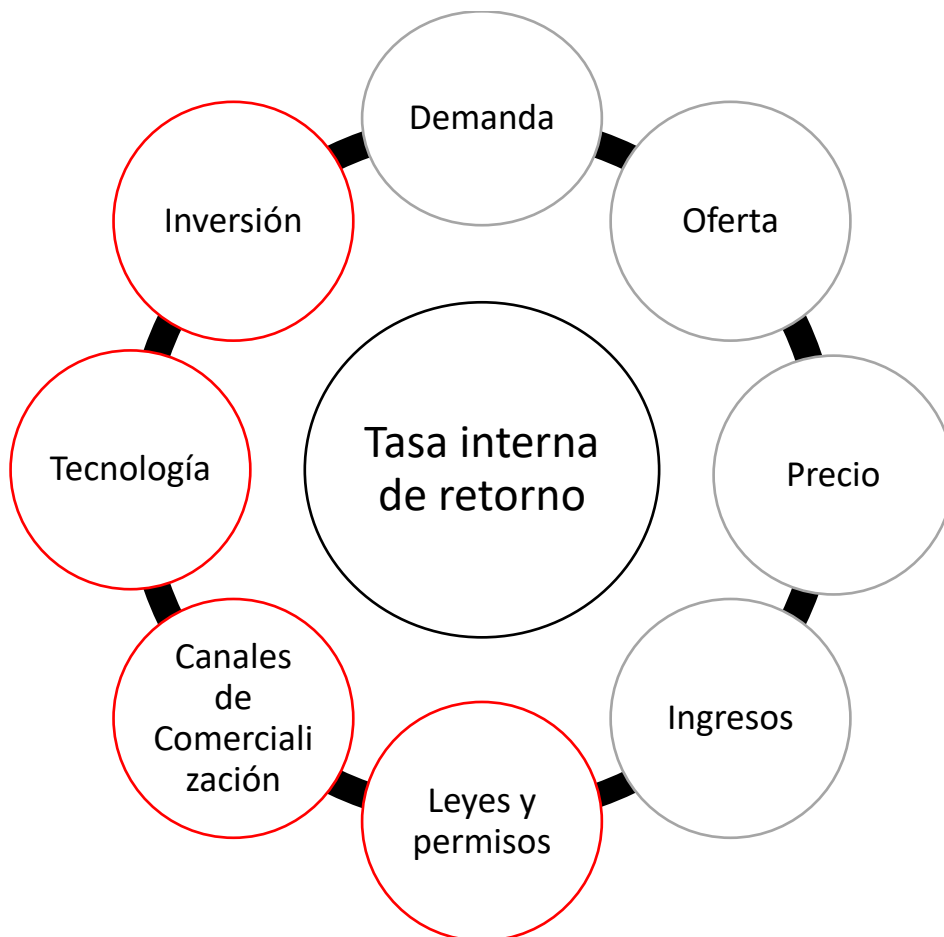 Demanda
Oferta
Precio
Ingresos
Leyes y
permisos
Canales
de
Comerciali
zación
Tecnología
Inversión
Tasa interna
de retorno